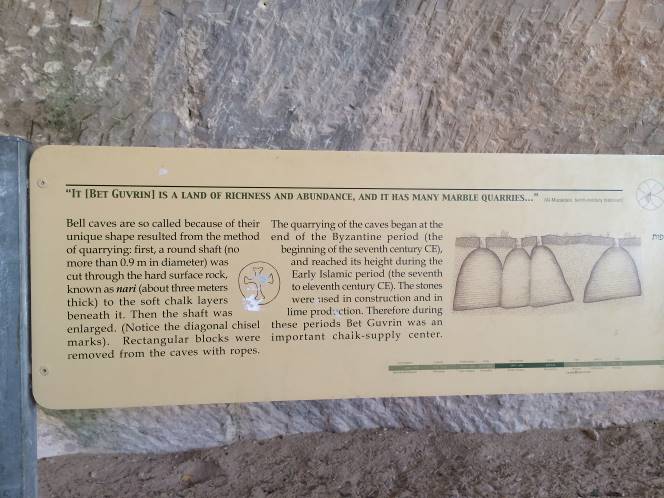 "IT [BET GUVRIN] IS A LAND OF RICHNESS AND ABUNDANCE, AND IT HAS MANY MARBLE QUARRIES..." (Al-Muqaddasi, tenth-century historian)
Bell caves are so called because of their
unique shape resulted from the method
of quarrying; first, a round shaft (no
more than 0.9 m in diameter) was
cut through the hard surface rock,
known as nari (about three meters
thick) to the soft chalk layers
beneath it. Then the shaft was
enlarged. (Notice the diagonal chisel
marks). Rectangular blocks were
removed from the caves with ropes.
The quarrying of the caves began at the
end of the Byzantine period (the
beginning of the seventh century CE),
and reached its height during the
Early Islamic period (the seventh
to eleventh century CE). The stones
were used in construction and in
lime production. Therefore during
these periods Bet Guvrin was an
important chalk-supply center.